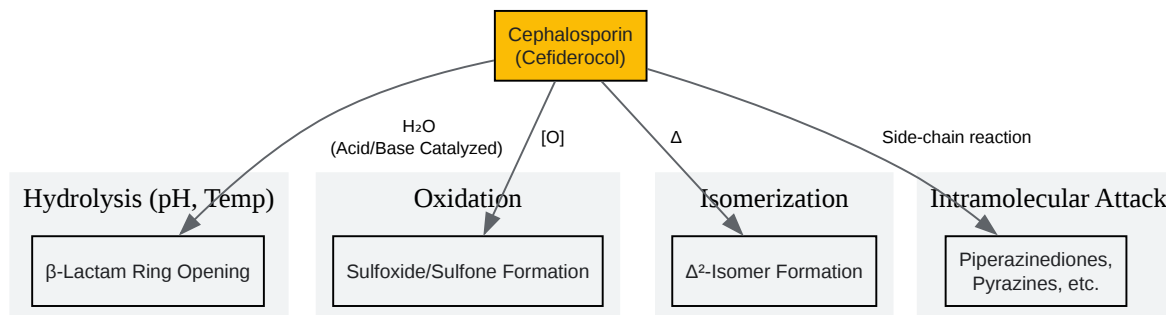 Cephalosporin
(Cefiderocol)
H₂O
(Acid/Base Catalyzed)
[O]
Δ
Side-chain reaction
Hydrolysis (pH, Temp)
Oxidation
Isomerization
Intramolecular Attack
β-Lactam Ring Opening
Sulfoxide/Sulfone Formation
Δ²-Isomer Formation
Piperazinediones,
Pyrazines, etc.